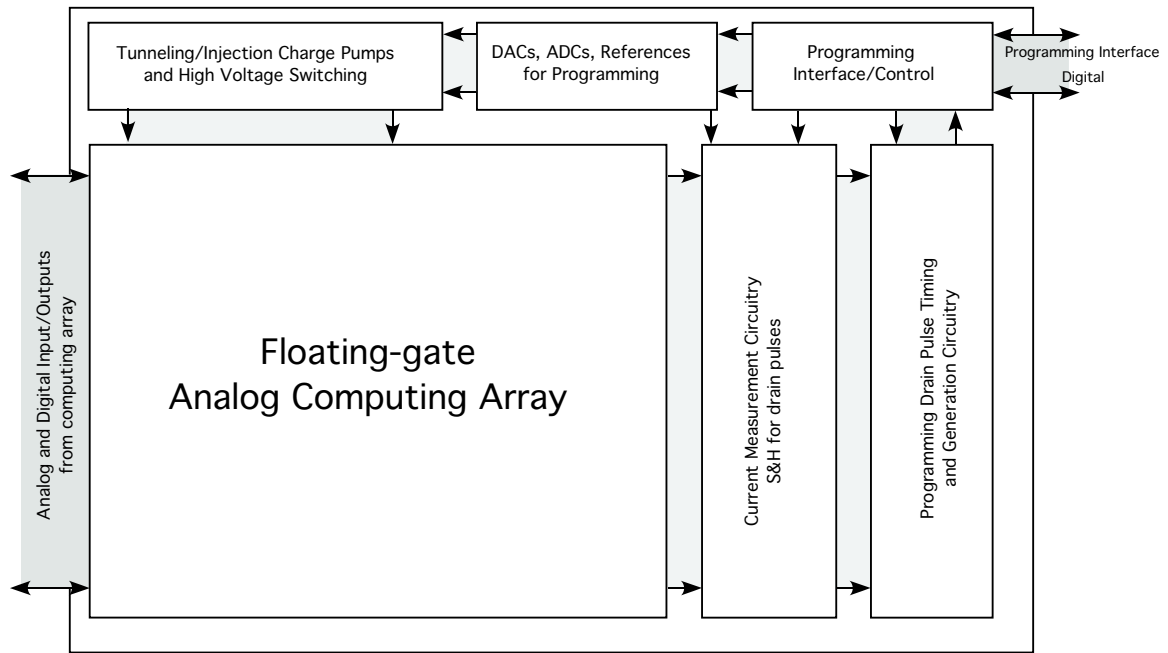 Tunneling/Injection Charge Pumps
and High Voltage Switching
DACs, ADCs, References
for Programming
Programming
Interface/Control
Programming Interface
Digital
Analog and Digital Input/Outputs
from computing array
Floating-gate
Analog Computing Array
Current Measurement Circuitry
S&H for drain pulses
Programming Drain Pulse Timing
and Generation Circuitry